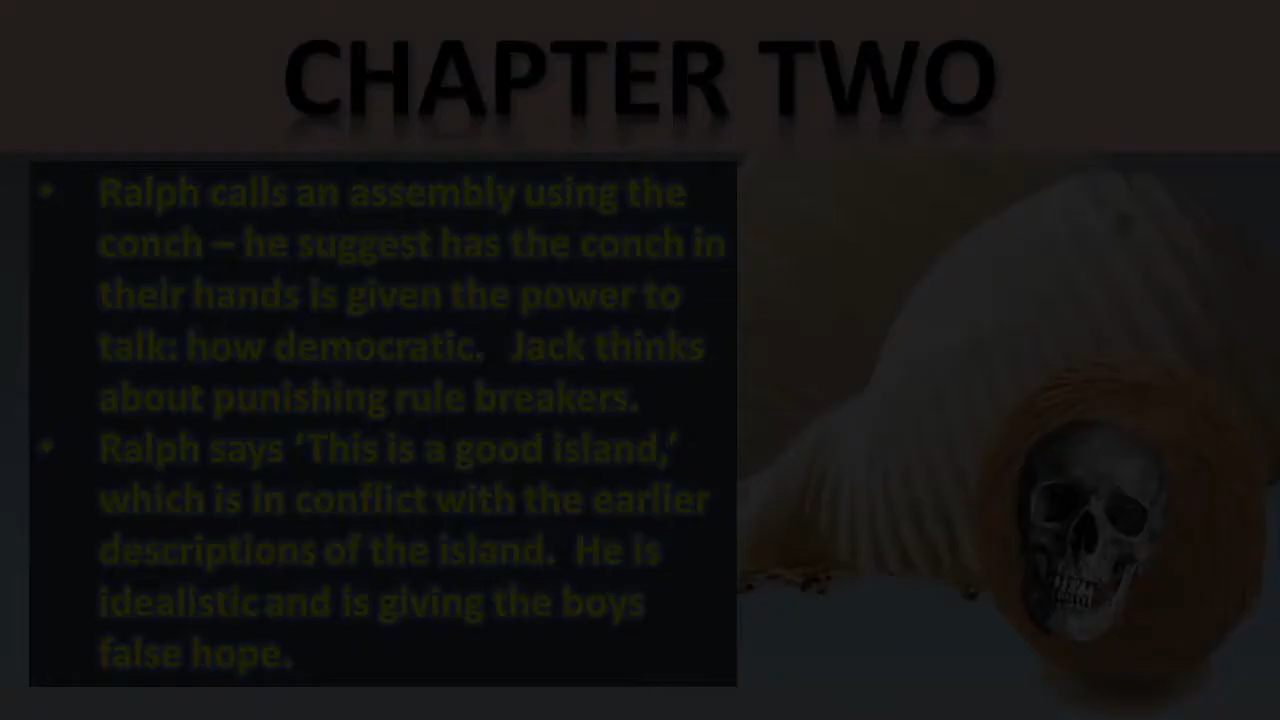 CHAPTER TWO
• Ralph calls an assembly using the
conch – he suggest has the conch in
their hands is given the power to
talk: how democratic. Jack thinks
about punishing rule breakers.
• Ralph says ‘This is a good island,’
which is in conflict with the earlier
descriptions of the island. He is
idealistic and is giving the boys
false hope.